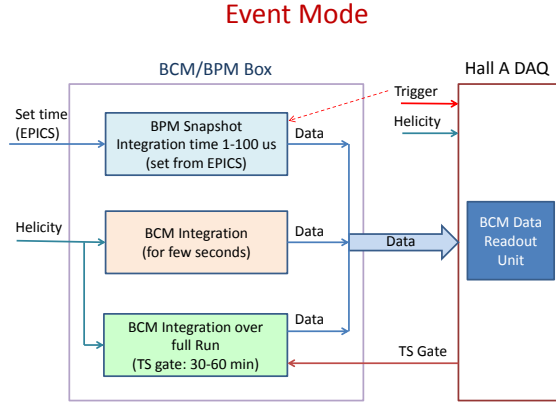 Event Mode
BCM/BPM Box
Hall A DAQ
Set time
(EPICS)
BPM Snapshot
Integration time 1-100 us
(set from EPICS)
Data
Trigger
Helicity
Helicity
BCM Integration
(for few seconds)
Data
Data
BCM Data
Readout
Unit
BCM Integration over
full Run
(TS gate: 30-60 min)
Data
TS Gate